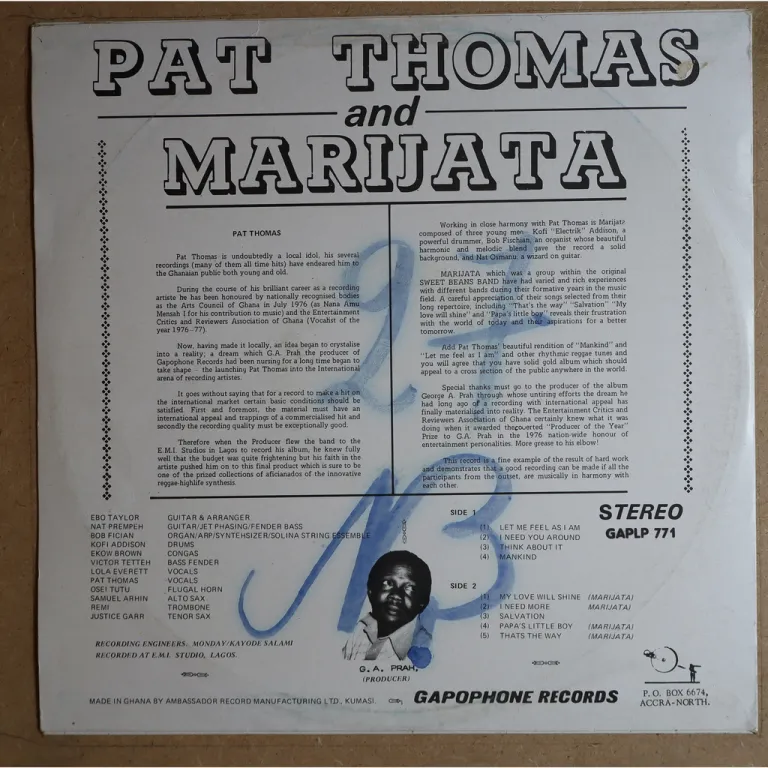 PAT THOMAS
and
MARIJATA
PAT THOMAS
Pat Thomas is undoubtedly a local idol, his several
recordings (many of them all time hits) have endeared him to
the Ghanaian public both young and old.
During the course of his brilliant career as a recording
artiste he has been honoured by nationally recognised bodies
as the Arts Council of Ghana in July 1976 (as Nana Amu
Mensah I for his contribution to music) and the Entertainment
Critics and Reviewers Association of Ghana (Vocalist of the
year 1976-77).
Now, having made it locally, an idea began to crystalise
into a reality; a dream which G.A. Prah the producer of
Gapophone Records had been nursing for a long time began to
take shape - the launching Pat Thomas into the International
arena of recording artistes.
It goes without saying that for a record to make a hit on
the international market certain basic conditions should be
satisfied. First and foremost, the material must have an
international appeal and trappings of a commercialised hit and
secondly the recording quality must be exceptionally good.
Therefore when the Producer flew the band to the
E.M.I. Studios in Lagos to record his album, he knew fully
well that the budget was quite frightening but his faith in the
artiste pushed him on to this final product which is sure to be
one of the prized collections of aficianados of the innovative
reggae-highlife synthesis.
Working in close harmony with Pat Thomas is Marijata
composed of three young men Kofi "Electrik" Addison, a
powerful drummer, Bob Fischian, an organist whose beautiful
harmonic and melodic blend gave the record a solid
background, and Nat Osmanu a wizard on guitar.
MARIJATA which was a group within the original
SWEET BEANS BAND have had varied and rich experiences
with different bands during their formative years in the music
field. A careful appreciation of their songs selected from their
long repertoire, including "That's the way" "Salvation" "My
love will shine" and "Papa's little boy" reveals their frustration
with the world of today and their aspirations for a better
tomorrow.
Add Pat Thomas' beautiful rendition of "Mankind" and
"Let me feel as I am" and other rhythmic reggae tunes and
you will agree that you have solid gold album which should
appeal to a cross section of the public anywhere in the world.
Special thanks must go to the producer of the album
George A. Prah through whose untiring efforts the dream he
had long ago of a recording with international appeal has
finally materialized into reality. The Entertainment Critics and
Reviewers Association of Ghana certainly knew what it was
doing when it awarded the "Producer of the Year"
Prize to G.A. Prah in the 1976 nation-wide honour of
entertainment personalities. More grease to his elbow!
This record is a fine example of the result of hard work
and demonstrates that a good recording can be made if all the
participants from the outset, are musically in harmony with
each other.
EBO TAYLOR GUITAR & ARRANGER
NAT PREMPEH GUITAR/JET PHASING/FENDER BASS
BOB FICIAN ORGAN/ARP/SYNTEHSIZER/SOLINA STRING ESSEMBLE
KOFI ADDISON DRUMS
EKOW BROWN CONGAS
VICTOR TETTEH BASS FENDER
LOLA EVERETT VOCALS
PAT THOMAS VOCALS
OSEI TUTU FLUGAL HORN
SAMUEL ARHIN ALTO SAX
REMI TROMBONE
JUSTICE GARR TENOR SAX
RECORDING ENGINEERS: MONDAY/KAYODE SALAMI
RECORDED AT E.M.I. STUDIO, LAGOS.
SIDE 1
(1) LET ME FEEL AS I AM
(2) I NEED YOU AROUND
(3) THINK ABOUT IT
(4) MANKIND
SIDE 2
(1) MY LOVE WILL SHINE (MARIJATA)
(2) I NEED MORE MARIJATA)
(3) SALVATION
(4) PAPA'S LITTLE BOY (MARIJATA)
(5) THATS THE WAY (MARIJATA)
STEREO
GAPLP 771
G. A. PRAH,
(PRODUCER)
MADE IN GHANA BY AMBASSADOR RECORD MANUFACTURING LTD, KUMASI.
GAPOPHONE RECORDS
P. O. BOX 6674,
ACCRA-NORTH.